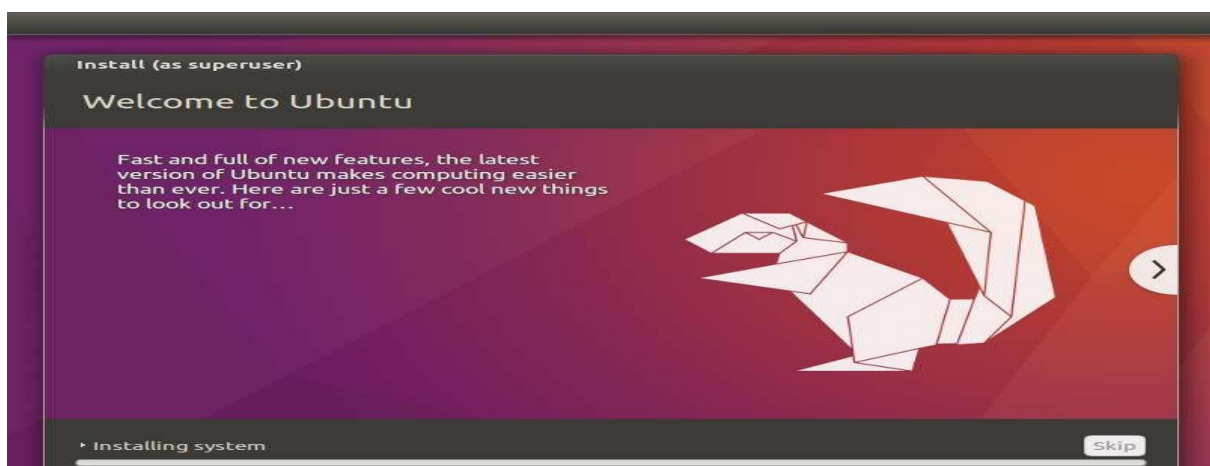 Install (as superuser)
Welcome to Ubuntu
Fast and full of new features, the latest
version of Ubuntu makes computing easier
than ever. Here are just a few cool new things
to look out for...
Installing system
Skip